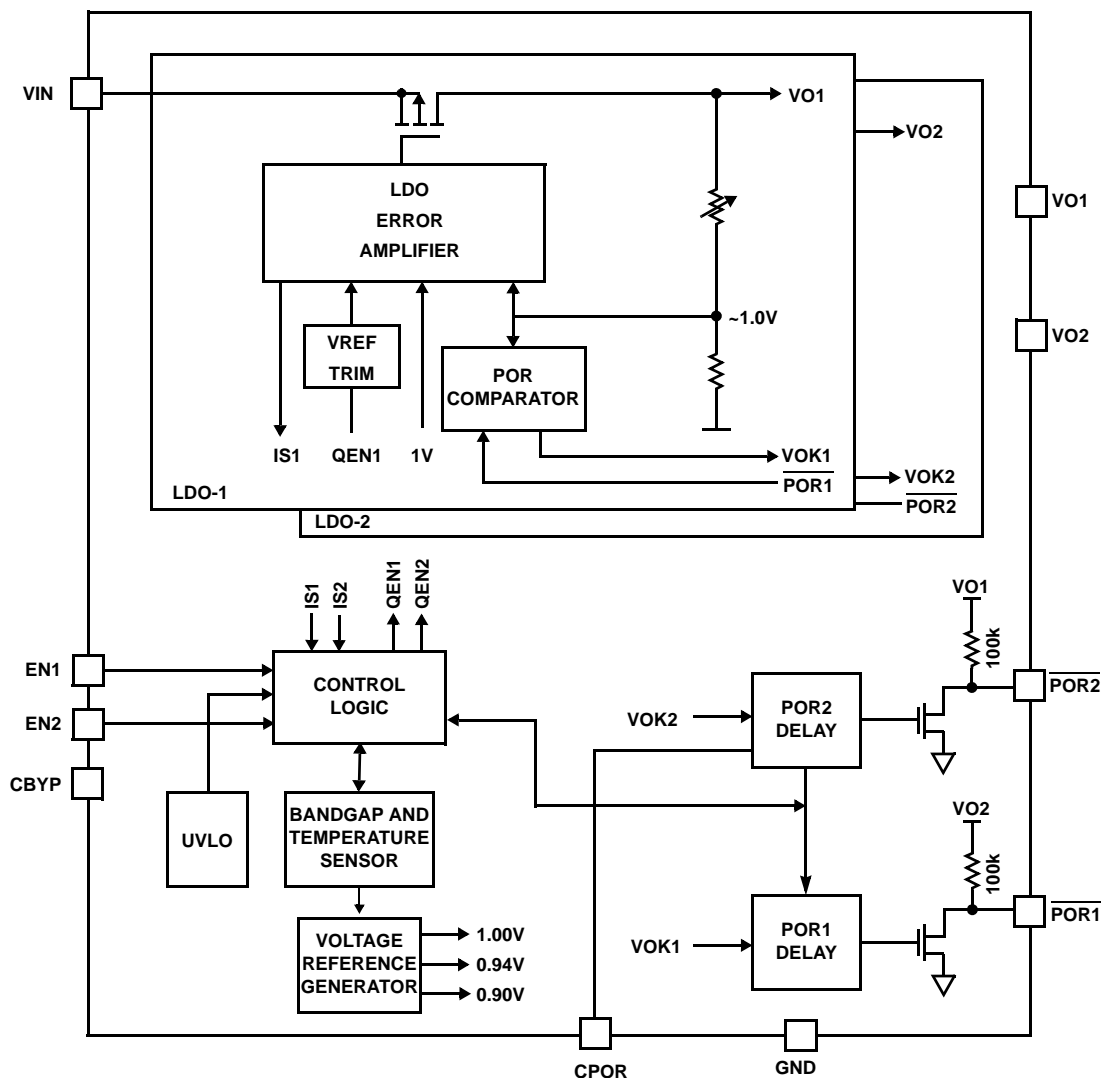 VIN
VO1
VO2
VO1
LDO
ERROR
AMPLIFIER
VO2
~1.0V
VREF
TRIM
POR
COMPARATOR
IS1
QEN1
1V
VOK1
POR1
VOK2
POR2
LDO-1
LDO-2
IS1
IS2
QEN1
QEN2
VO1
100k
EN1
CONTROL
LOGIC
POR2
EN2
VOK2
POR2
DELAY
CBYP
UVLO
BANDGAP AND
TEMPERATURE
SENSOR
VO2
100k
POR1
VOLTAGE
REFERENCE
GENERATOR
1.00V
0.94V
0.90V
VOK1
POR1
DELAY
CPOR
GND